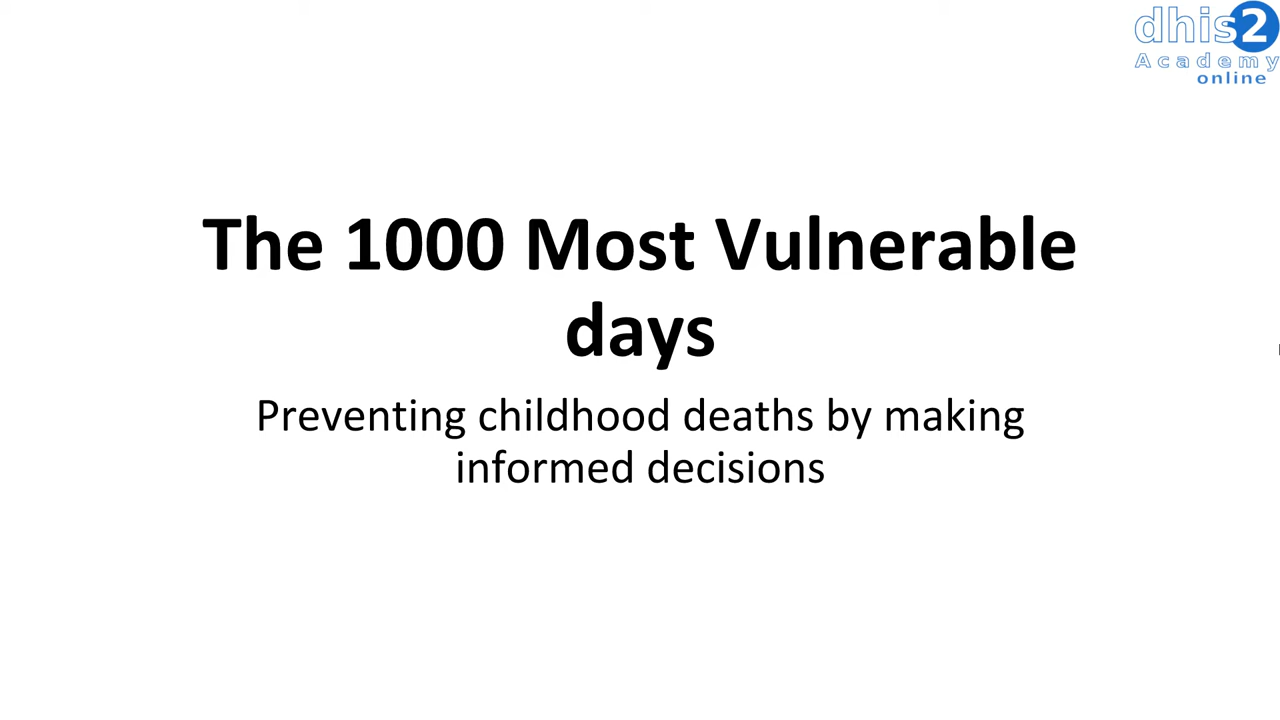 dhis2
Academy
online
The 1000 Most Vulnerable
days
Preventing childhood deaths by making
informed decisions